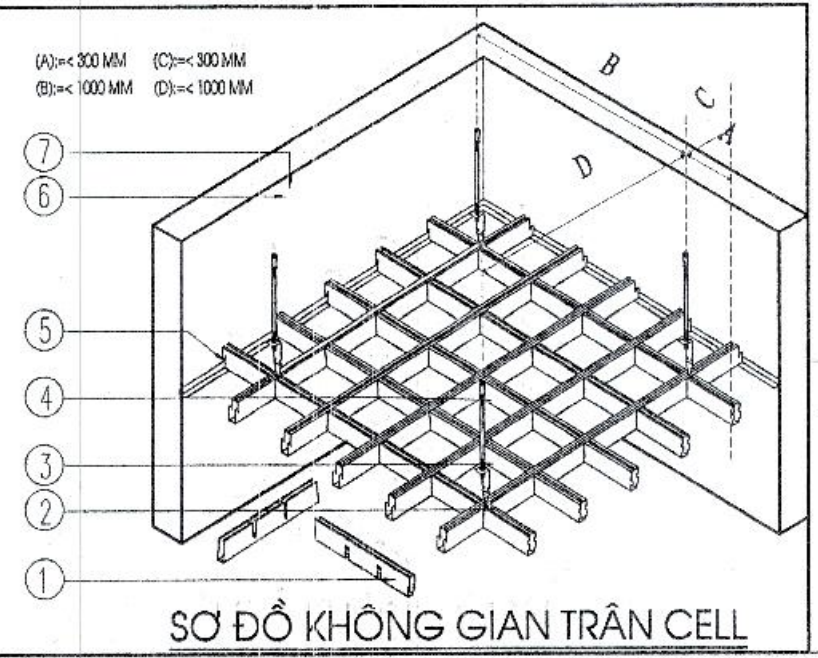 (A):=< 300 MM (C):=< 300 MM
(B):=< 1000 MM (D):=< 1000 MM
B
C
A
D
7
6
5
4
3
2
1
SƠ ĐỒ KHÔNG GIAN TRÂN CELL